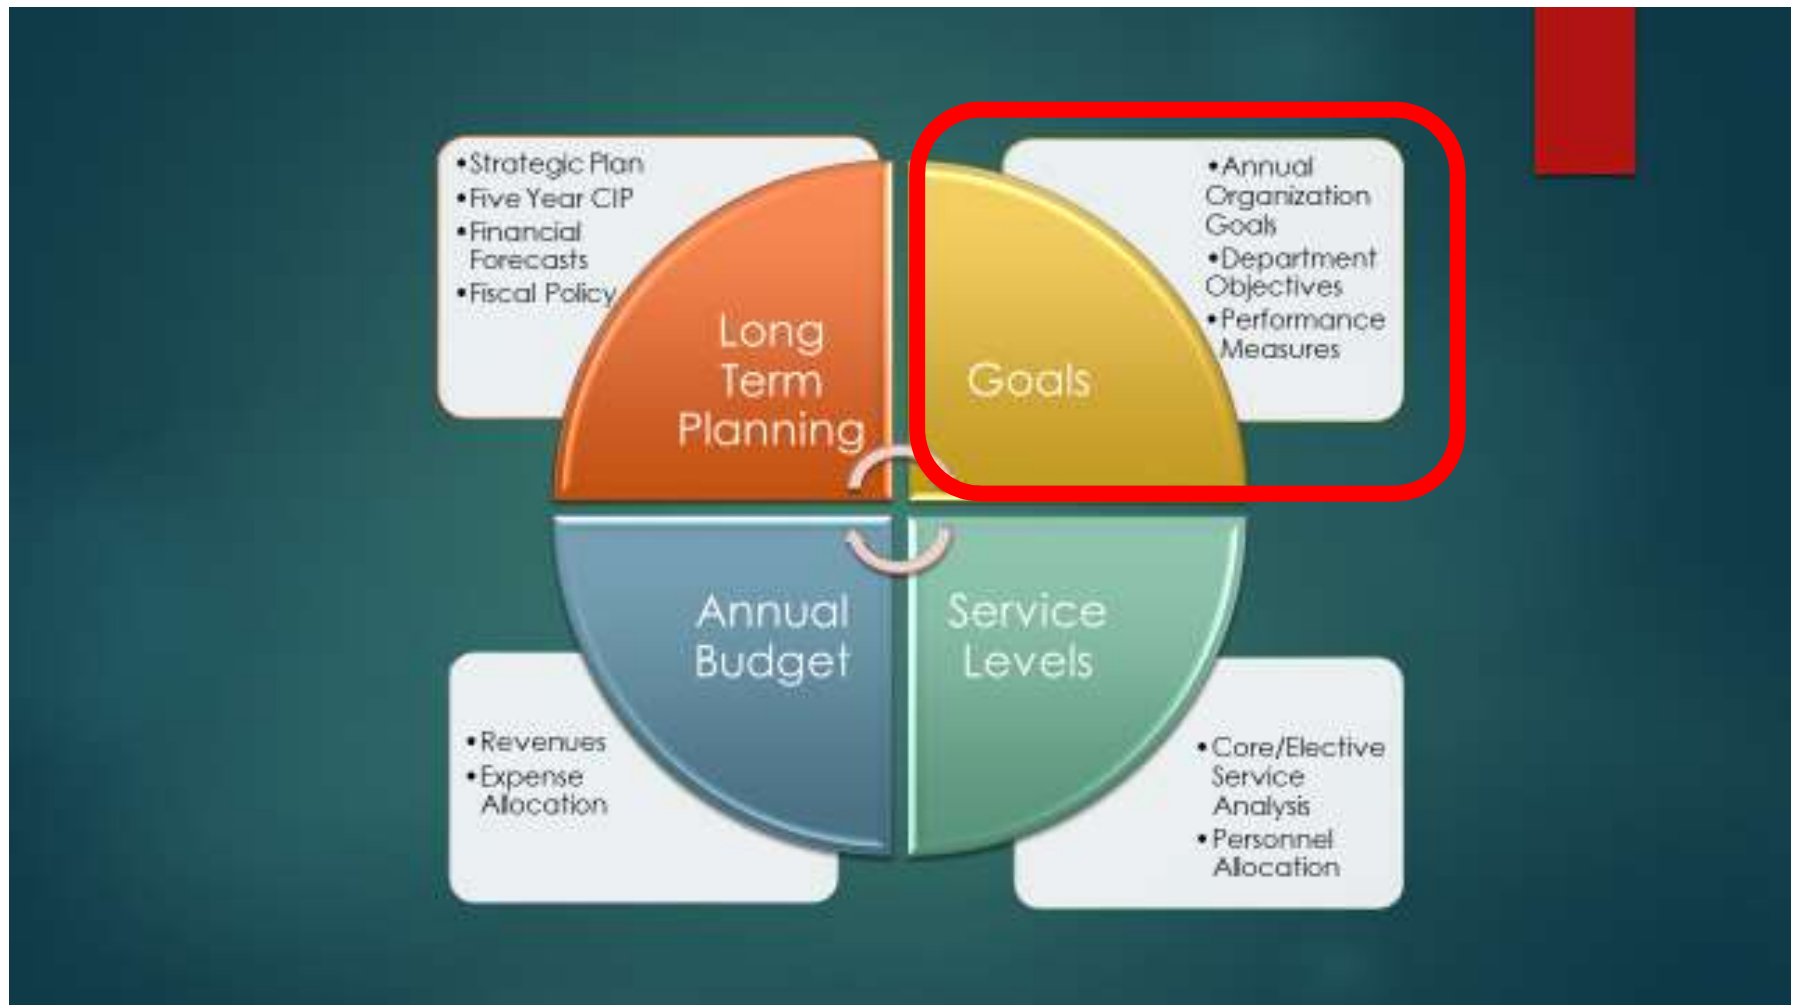 •Strategic Plan
•Five Year CIP
•Financial
Forecasts
•Fiscal Policy
Long
Term
Planning
Goals
•Annual
Organization
Goals
•Department
Objectives
•Performance
Measures
Annual
Budget
•Revenues
•Expense
Allocation
Service
Levels
•Core/Elective
Service
Analysis
•Personnel
Allocation